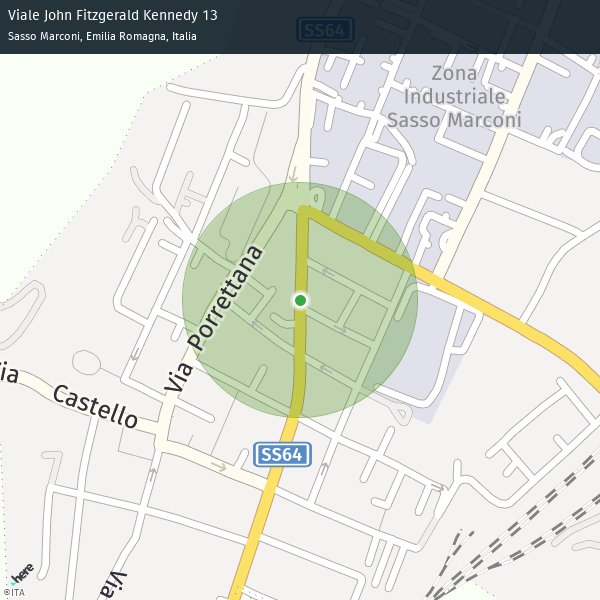 Viale John Fitzgerald Kennedy 13
Sasso Marconi, Emilia Romagna, Italia
SS64
Zona
Industriale
Sasso Marconi
Via Porrettana
Via
Castello
SS64
Via
here
©ITA